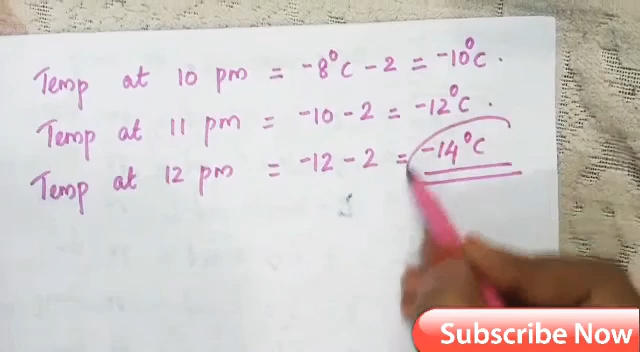 Temp at 10 pm = -8°C - 2 = -10°C.
Temp at 11 pm = -10 - 2 = -12°C.
Temp at 12 pm = -12 - 2 = -14°C
Subscribe Now